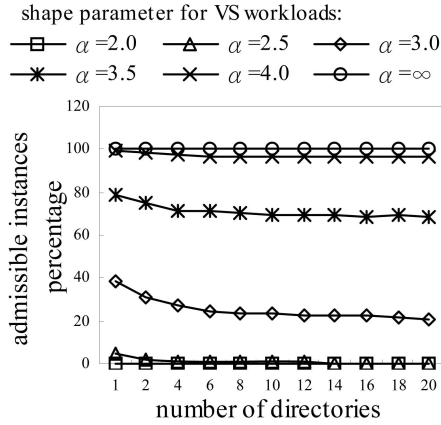 shape parameter for VS workloads:
α=2.0 α=2.5 α=3.0
α=3.5 α=4.0 α=∞
admissible instances
percentage
120
100
80
60
40
20
0
1 2 4 6 8 10 12 14 16 18 20
number of directories